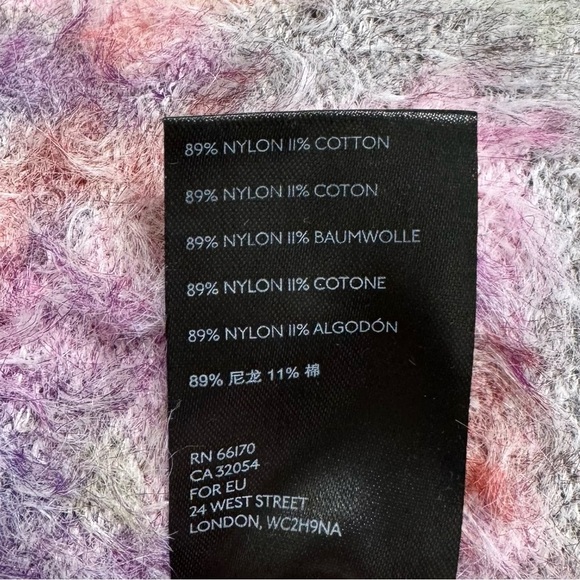 89% NYLON 11% COTTON
89% NYLON 11% COTON
89% NYLON 11% BAUMWOLLE
89% NYLON 11% COTONE
89% NYLON 11% ALGODÓN
89% 尼龙 11% 棉
RN 66170
CA 32054
FOR EU
24 WEST STREET
LONDON, WC2H9NA